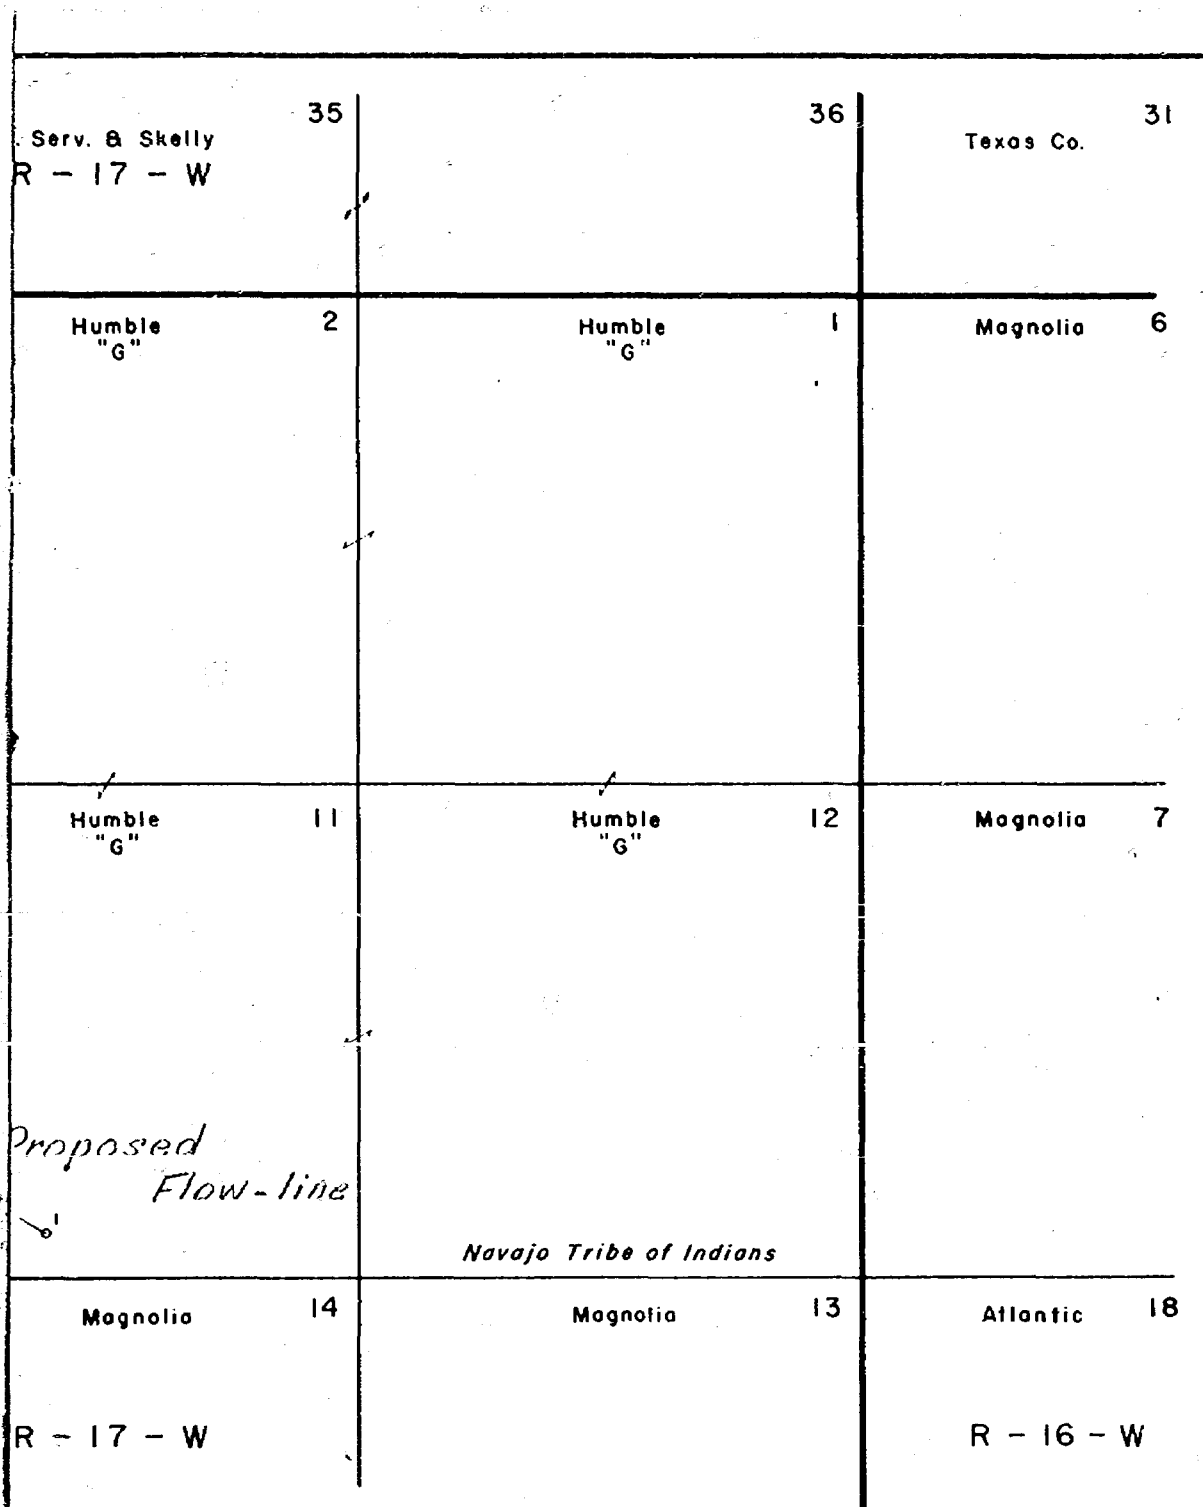 35
36
31
. Serv. & Skelly
Texas Co.
R - 17 - W
Humble
"G"
2
Humble
"G"
1
Magnolia
6
Humble
"G"
11
Humble
"G"
12
Magnolia
7
Proposed
Flow-line
1
Navajo Tribe of Indians
Magnolia
14
Magnolia
13
Atlantic
18
R - 17 - W
R - 16 - W